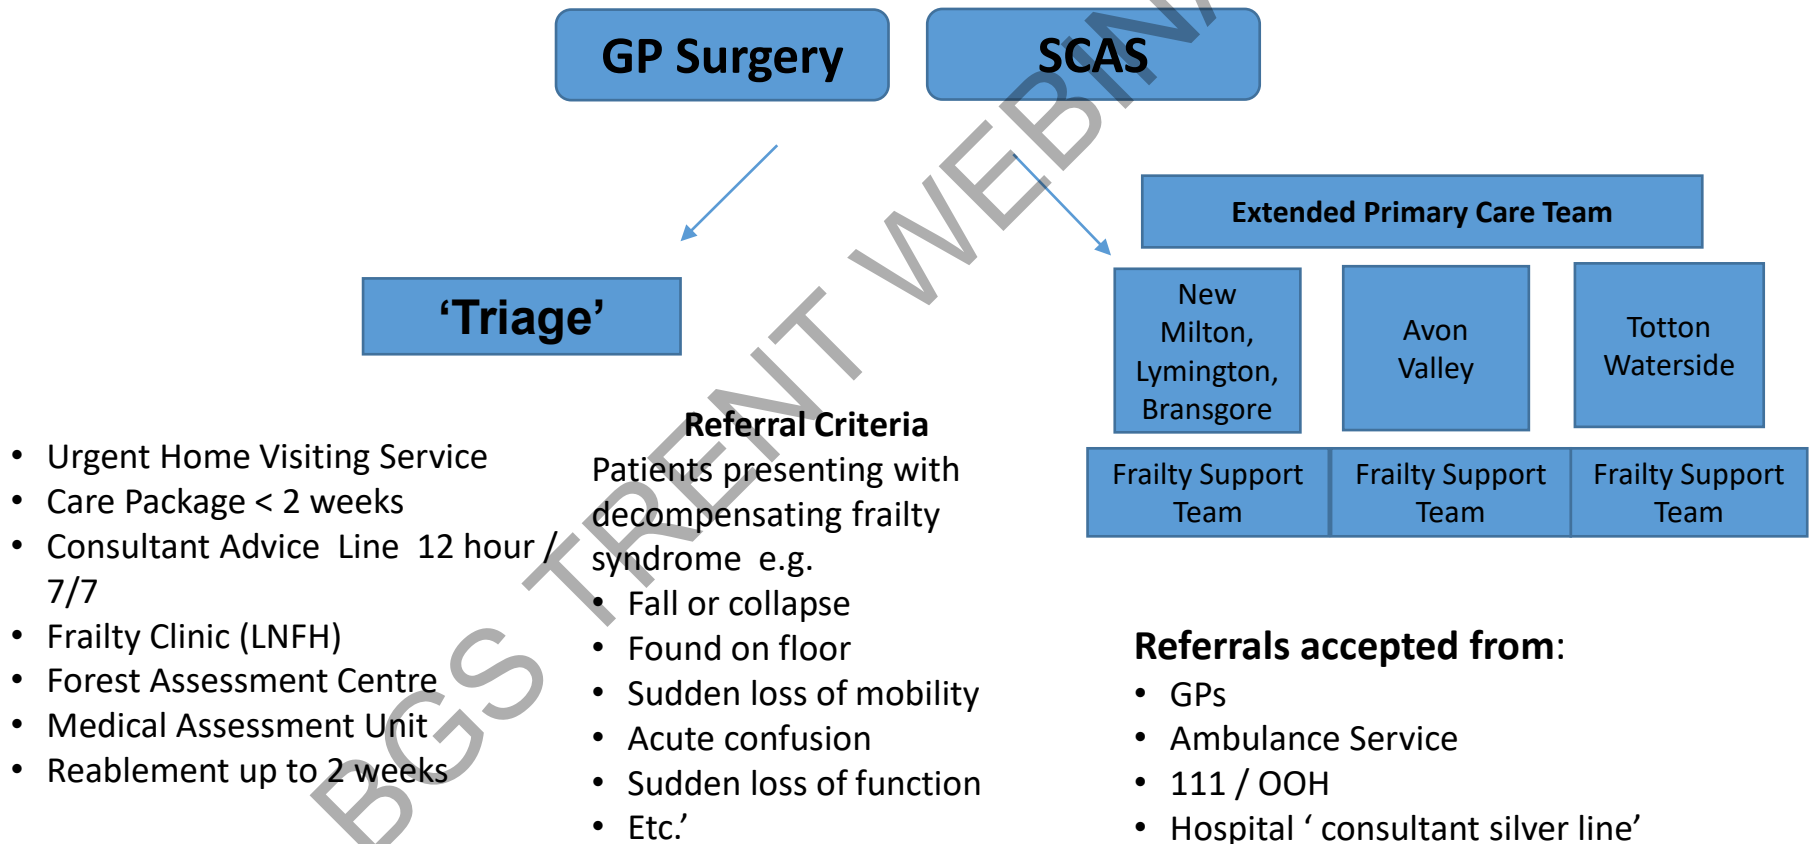 GP Surgery
SCAS
Extended Primary Care Team
‘Triage’
New
Milton,
Lymington,
Bransgore
Avon
Valley
Totton
Waterside
Frailty Support
Team
Frailty Support
Team
Frailty Support
Team
• Urgent Home Visiting Service
• Care Package < 2 weeks
• Consultant Advice Line 12 hour /
7/7
• Frailty Clinic (LNFH)
• Forest Assessment Centre
• Medical Assessment Unit
• Reablement up to 2 weeks
Referral Criteria
Patients presenting with
decompensating frailty
syndrome e.g.
• Fall or collapse
• Found on floor
• Sudden loss of mobility
• Acute confusion
• Sudden loss of function
• Etc.’
Referrals accepted from:
• GPs
• Ambulance Service
• 111 / OOH
• Hospital ‘ consultant silver line’
BGS TRENT